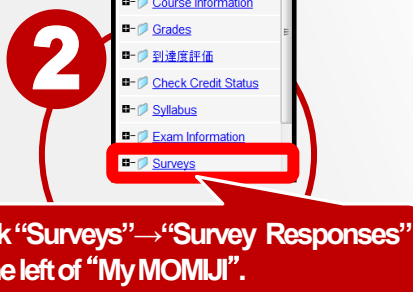 Course Information
2
Grades
到達度評価
Check Credit Status
Syllabus
Exam Information
Surveys
k “Surveys”→“Survey Responses”
e left of “My MOMIJI”.